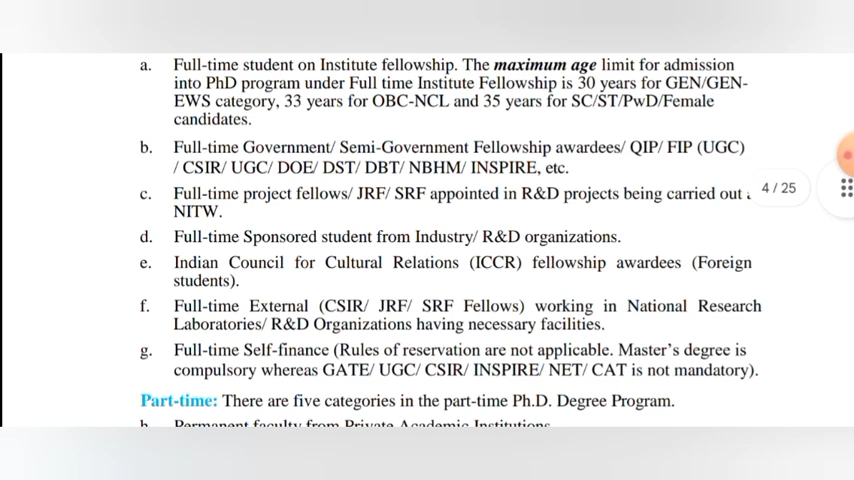 a. Full-time student on Institute fellowship. The maximum age limit for admission
into PhD program under Full time Institute Fellowship is 30 years for GEN/GEN-
EWS category, 33 years for OBC-NCL and 35 years for SC/ST/PwD/Female
candidates.
b. Full-time Government/ Semi-Government Fellowship awardees/ QIP/ FIP (UGC)
/ CSIR/ UGC/ DOE/ DST/ DBT/ NBHM/ INSPIRE, etc.
c. Full-time project fellows/ JRF/ SRF appointed in R&D projects being carried out
4 / 25
NITW.
d. Full-time Sponsored student from Industry/ R&D organizations.
e. Indian Council for Cultural Relations (ICCR) fellowship awardees (Foreign
students).
f. Full-time External (CSIR/ JRF/ SRF Fellows) working in National Research
Laboratories/ R&D Organizations having necessary facilities.
g. Full-time Self-finance (Rules of reservation are not applicable. Master's degree is
compulsory whereas GATE/ UGC/ CSIR/ INSPIRE/ NET/ CAT is not mandatory).
Part-time: There are five categories in the part-time Ph.D. Degree Program.
h. Permanent faculty from Private Academic Institutions